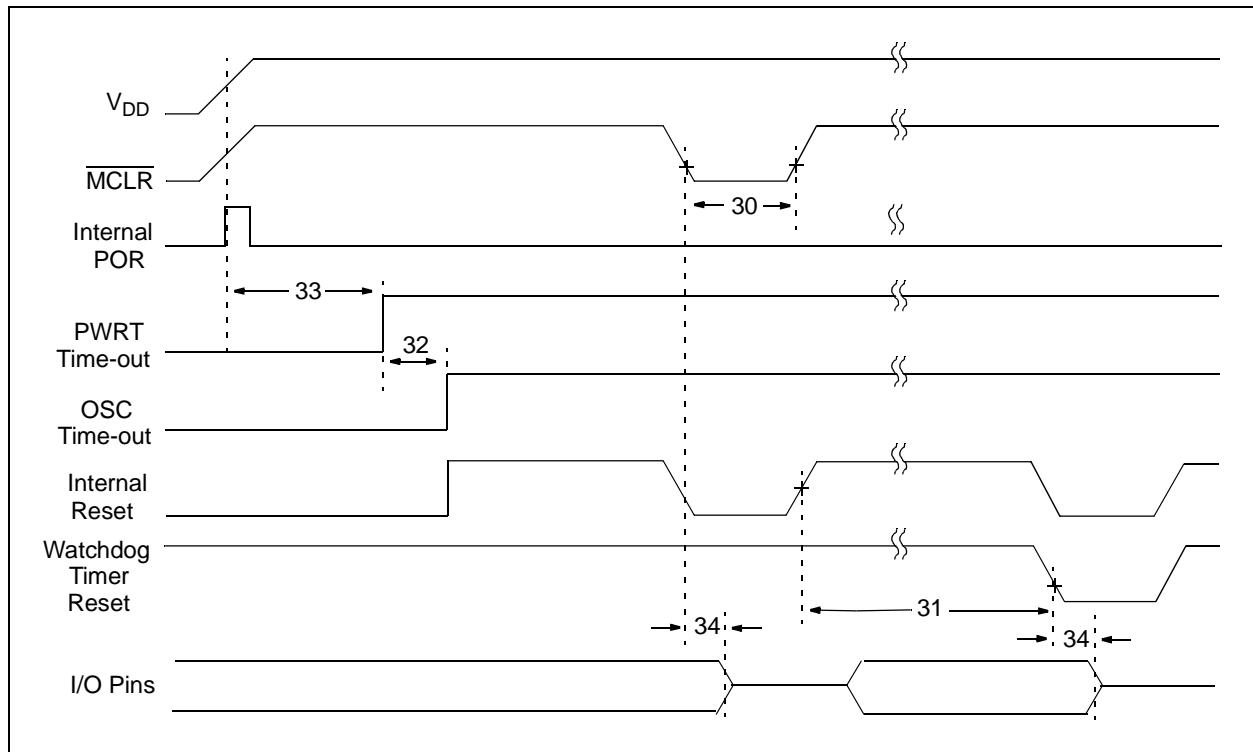 VDD
MCLR
30
Internal
POR
33
PWRT
Time-out
32
OSC
Time-out
Internal
Reset
Watchdog
Timer
Reset
31
34
34
I/O Pins